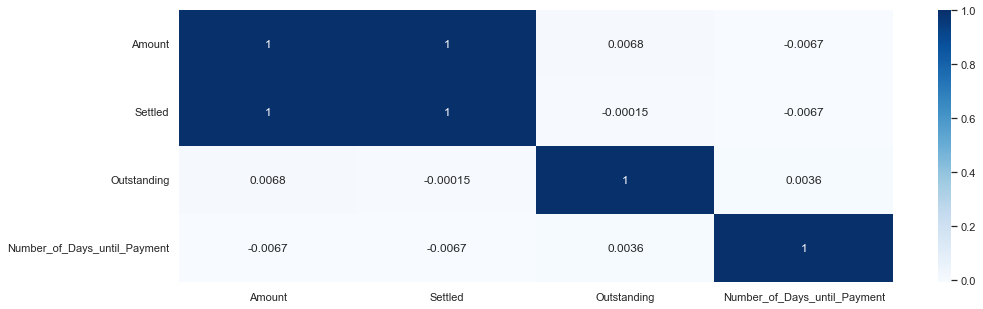 Amount 1 1 0.0068 -0.0067
Settled 1 1 -0.00015 -0.0067
Outstanding 0.0068 -0.00015 1 0.0036
Number_of_Days_until_Payment -0.0067 -0.0067 0.0036 1
Amount Settled Outstanding Number_of_Days_until_Payment
1.0
0.8
0.6
0.4
0.2
0.0